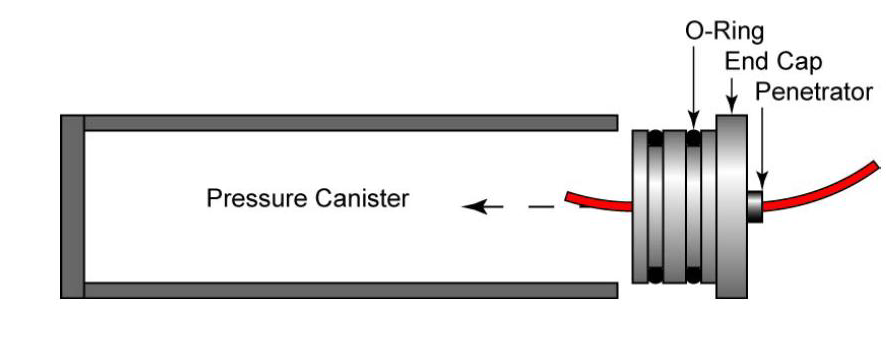 O-Ring
End Cap
Penetrator
Pressure Canister